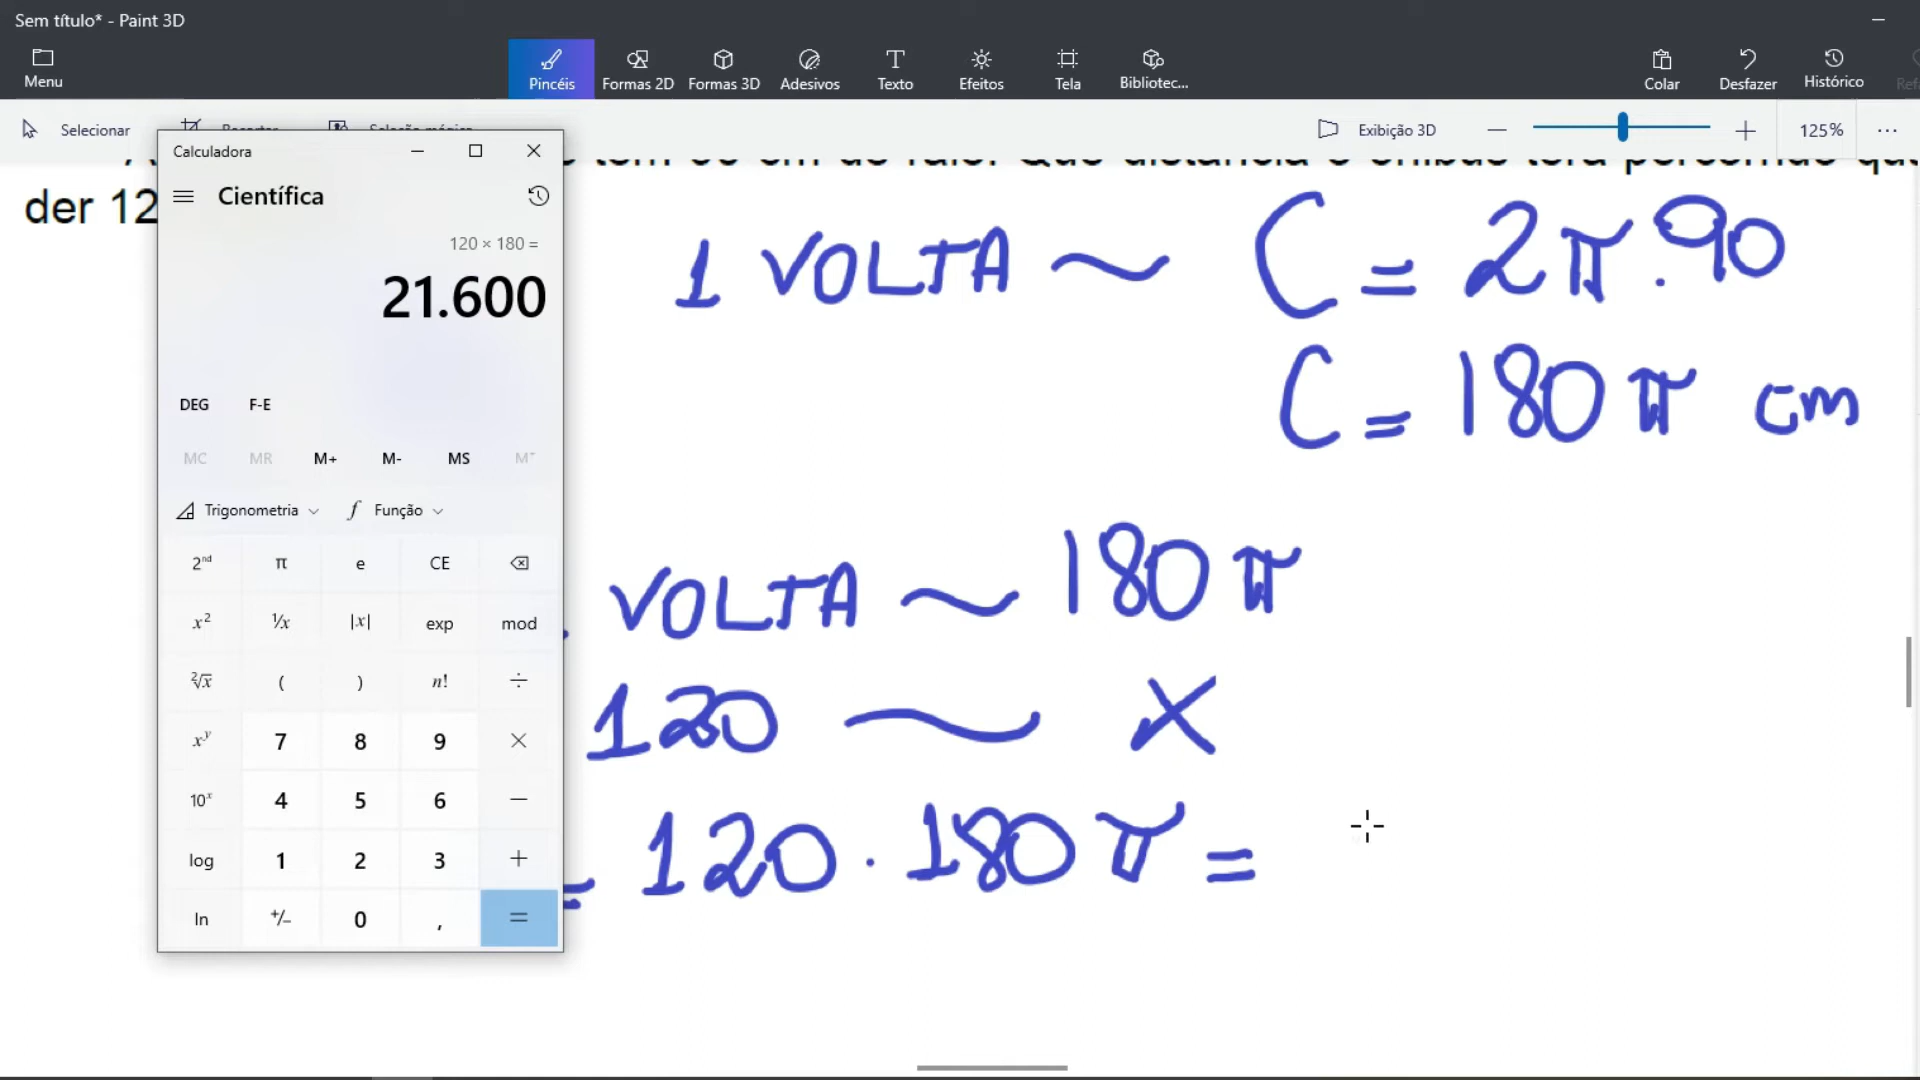 Sem título* - Paint 3D
Menu
Pincéis
Formas 2D
Formas 3D
Adesivos
Texto
Efeitos
Tela
Bibliotec...
Colar
Desfazer
Histórico
Selecionar
Exibição 3D
125%
der 12
Calculadora
Científica
120 × 180 =
21.600
DEG F-E
MC MR M+ M- MS
Trigonometria
Função
2nd π e CE
x² ¹/x |x| exp mod
²√x ( ) n! ÷
xʸ 7 8 9 ×
10ˣ 4 5 6 −
log 1 2 3 +
ln +/− 0 , =
1 VOLTA ~ C = 2π.90
C = 180 π cm
VOLTA ~ 180 π
120 ~ X
= 120 . 180 π =